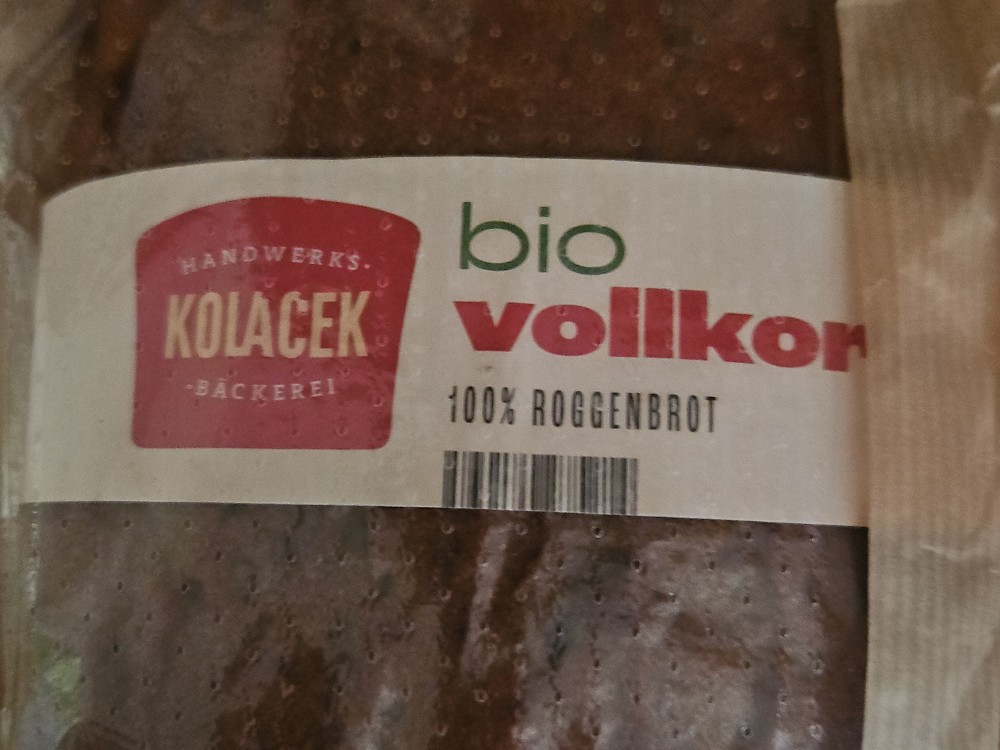 HANDWERKS-
KOLACEK
-BÄCKEREI
bio
vollkor
100% ROGGENBROT